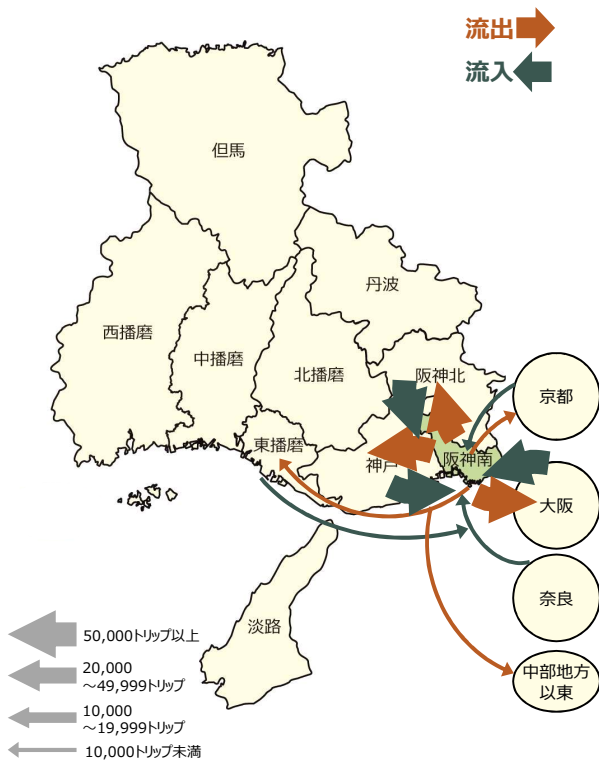 流出
流入
但馬
丹波
西播磨
中播磨
北播磨
阪神北
京都
東播磨
神戸
阪神南
大阪
奈良
淡路
中部地方
以東
50,000トリップ以上
20,000
～49,999トリップ
10,000
～19,999トリップ
10,000トリップ未満